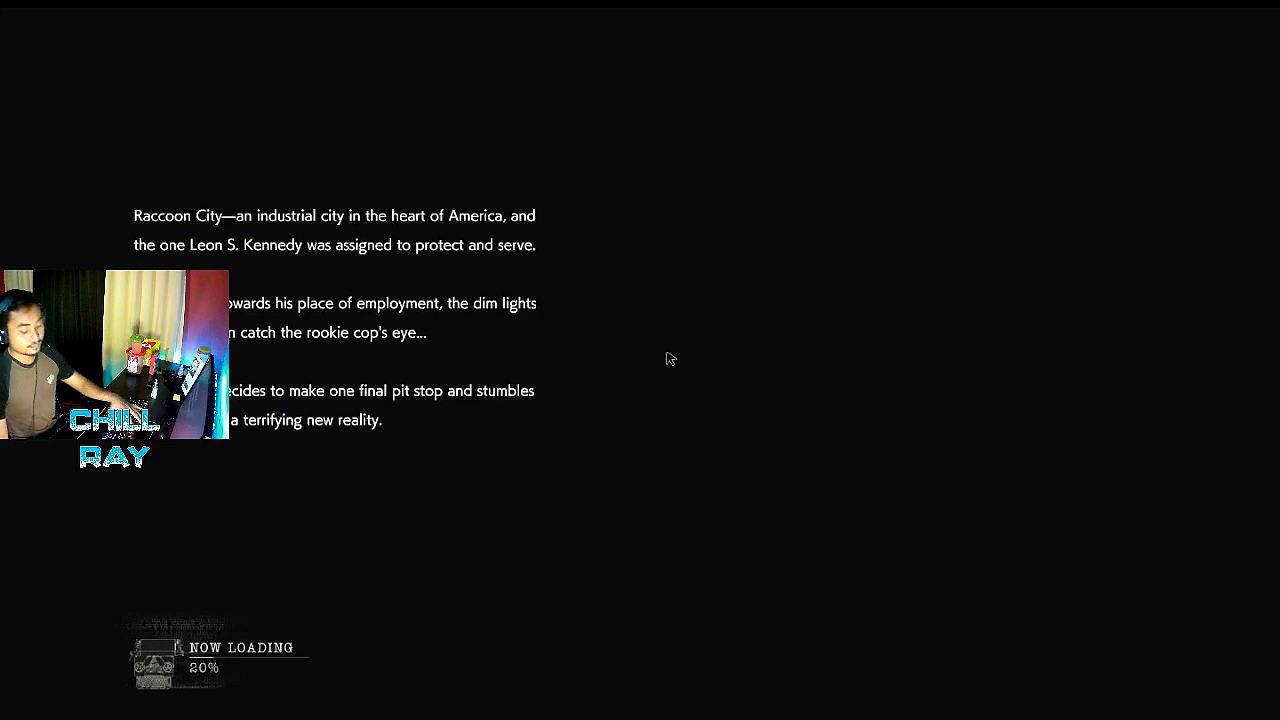 Raccoon City—an industrial city in the heart of America, and
the one Leon S. Kennedy was assigned to protect and serve.
his place of employment, the dim lights
catch the rookie cop's eye...
to make one final pit stop and stumbles
a terrifying new reality.
CHILL
RAY
NOW LOADING
20%